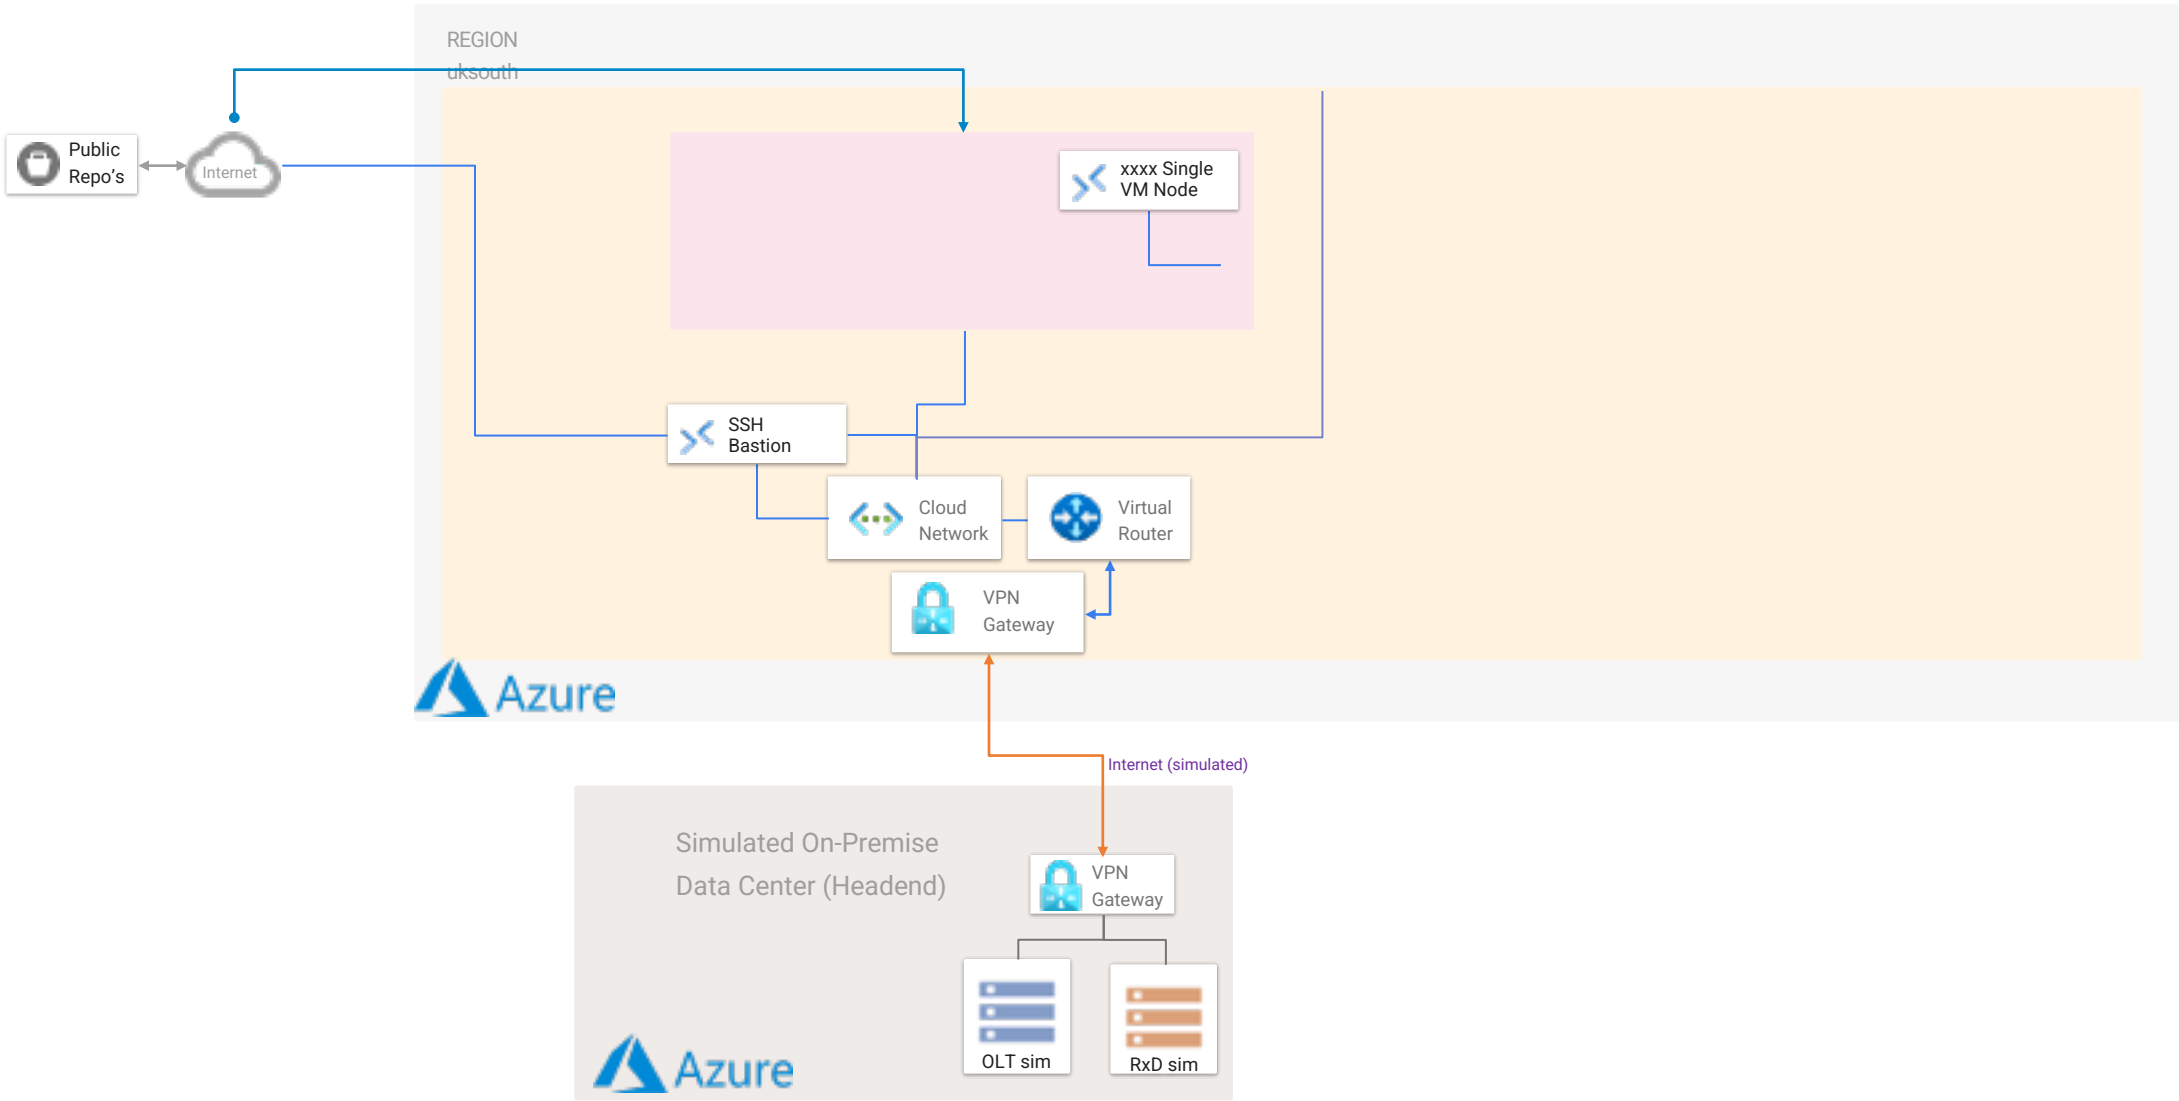 REGION
uksouth
Public
Repo’s
Internet
xxxx Single
VM Node
SSH
Bastion
Cloud
Network
Virtual
Router
VPN
Gateway
Azure
Internet (simulated)
Simulated On-Premise
Data Center (Headend)
VPN
Gateway
OLT sim
RxD sim
Azure